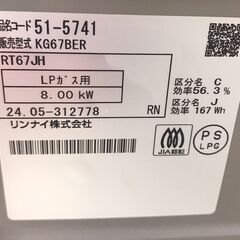 品名コード 51-5741
販売型式 KG67BER
RT67JH
LPガス用
8.00 kW
24.05-312778 RN
リンナイ株式会社
区分名 C
効率56.3 %
区分名 J
効率 167 Wh
JIA認証
PS
LPG